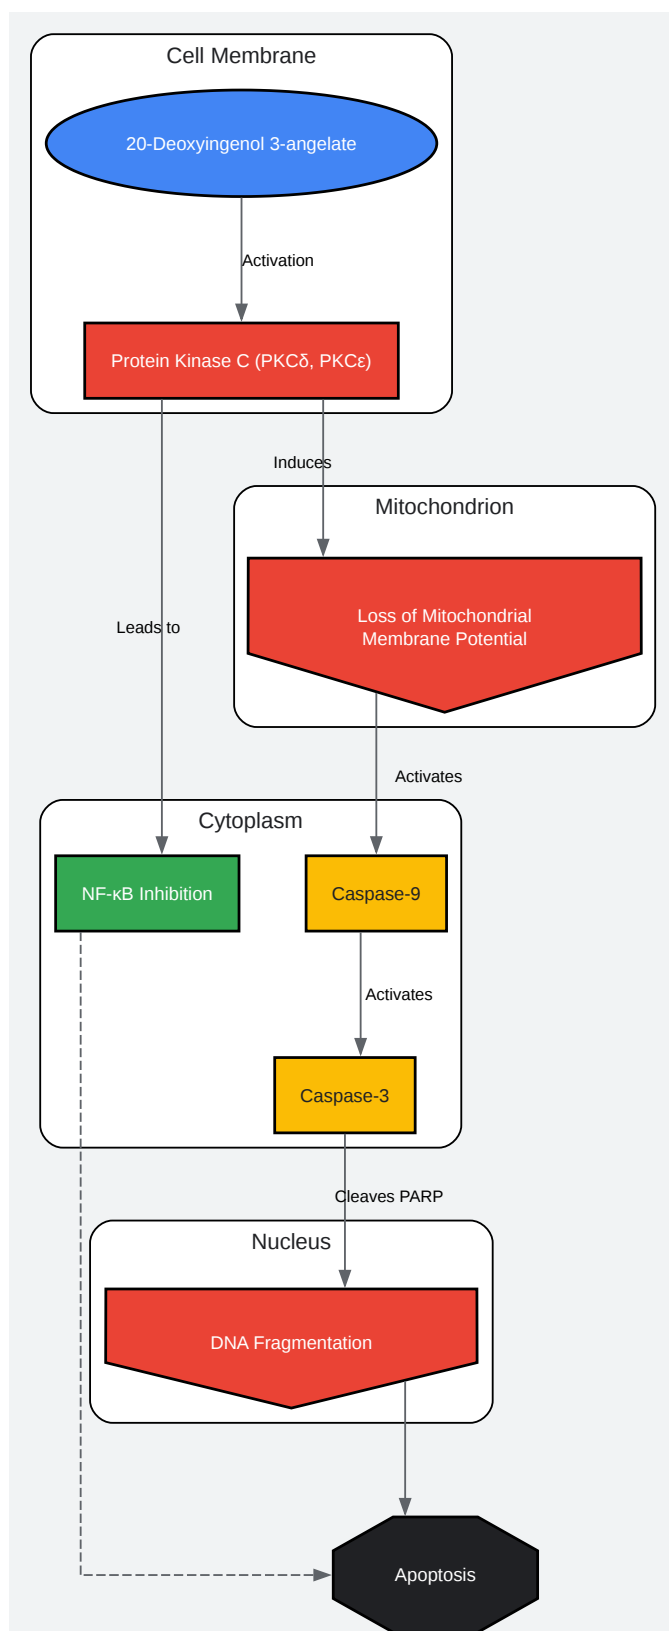 Cell Membrane
20-Deoxyingenol 3-angelate
Activation
Protein Kinase C (PKCδ, PKCε)
Induces
Mitochondrion
Loss of Mitochondrial
Membrane Potential
Leads to
Activates
Cytoplasm
NF-κB Inhibition
Caspase-9
Activates
Caspase-3
Cleaves PARP
Nucleus
DNA Fragmentation
Apoptosis